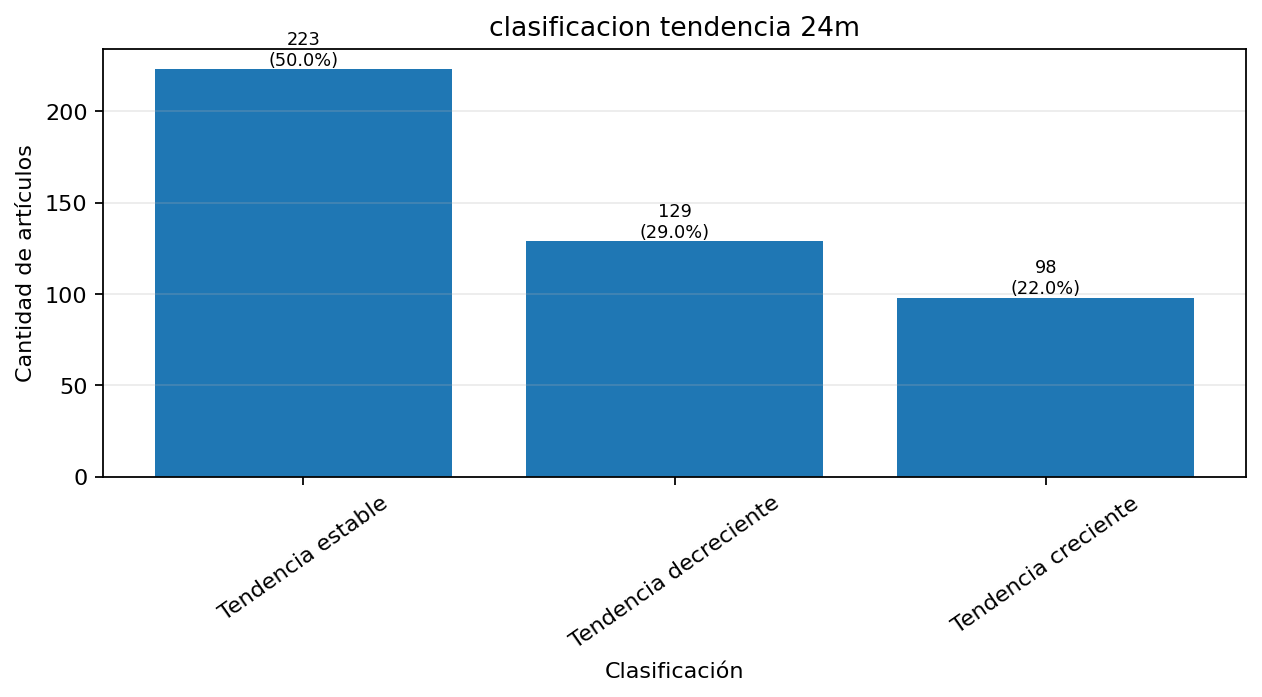 clasificacion tendencia 24m
223
(50.0%)
129
(29.0%)
98
(22.0%)
Cantidad de artículos
200
150
100
50
0
Tendencia estable
Tendencia decreciente
Tendencia creciente
Clasificación